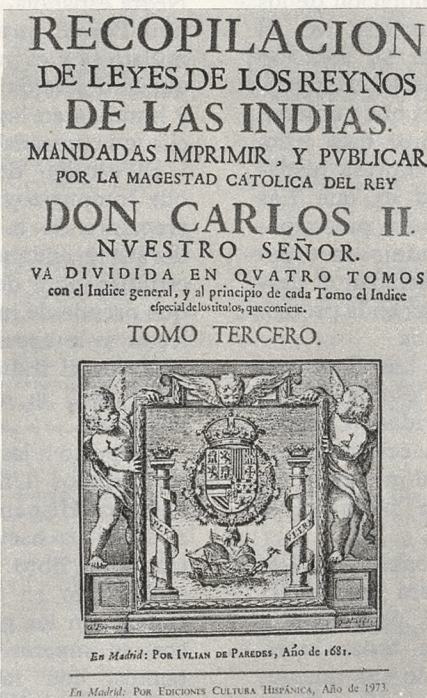 RECOPILACION
DE LEYES DE LOS REYNOS
DE LAS INDIAS.
MANDADAS IMPRIMIR, Y PVBLICAR
POR LA MAGESTAD CATOLICA DEL REY
DON CARLOS II.
NVESTRO SEÑOR.
VA DIVIDIDA EN QVATRO TOMOS
con el Indice general, y al principio de cada Tomo el Indice
especial de los titulos, que contiene.
TOMO TERCERO.
PLVS VLTRA
En Madrid: POR IVLIAN DE PAREDES, Año de 1681.
En Madrid: POR EDICIONES CULTURA HISPÁNICA, Año de 1973.